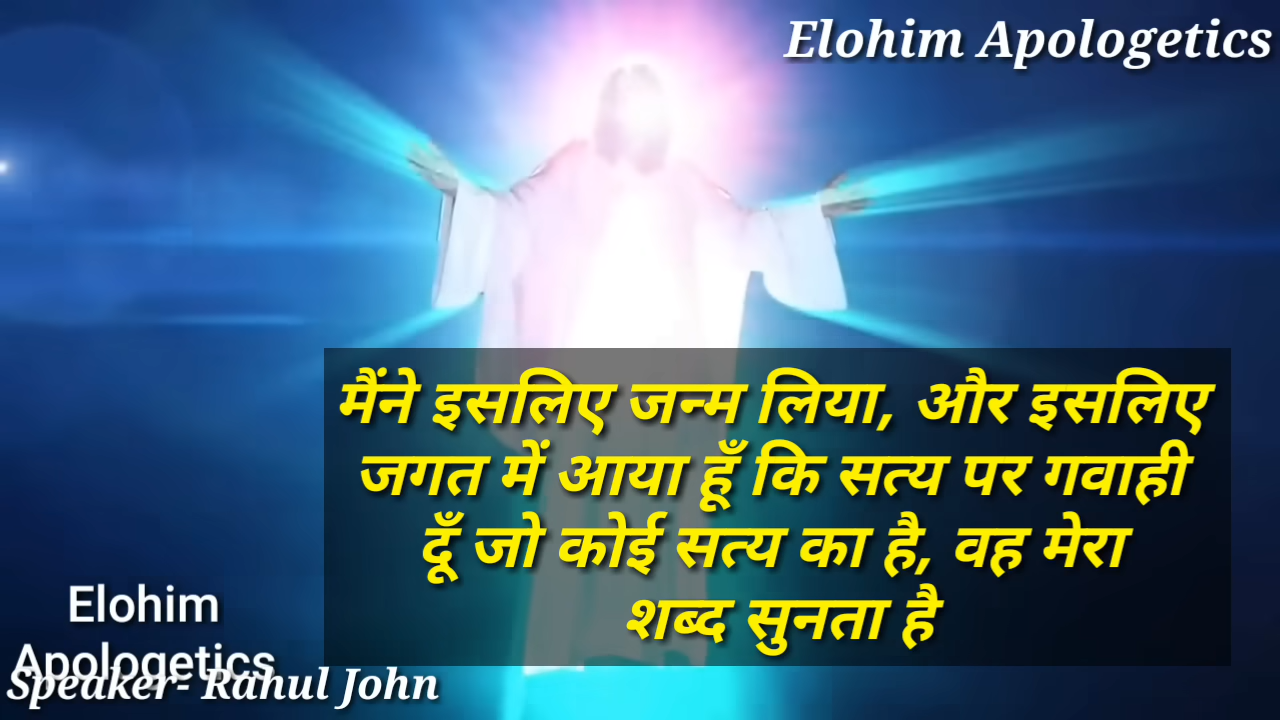 Elohim Apologetics
मैंने इसलिए जन्म लिया, और इसलिए
जगत में आया हूँ कि सत्य पर गवाही
दूँ जो कोई सत्य का है, वह मेरा
शब्द सुनता है
Elohim
Apologetics
Speaker- Rahul John